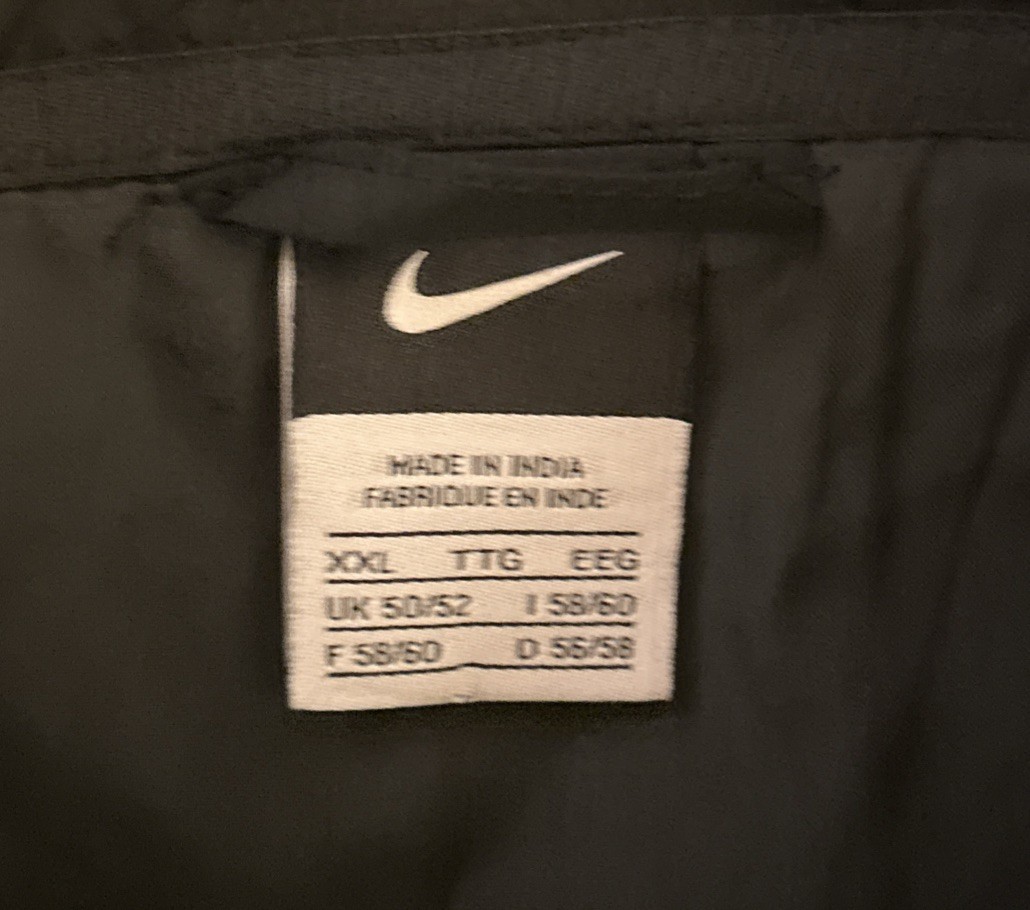 MADE IN INDIA
FABRIQUE EN INDE
XXL TTG EEG
UK 50/52 I 58/60
F 58/60 D 56/58